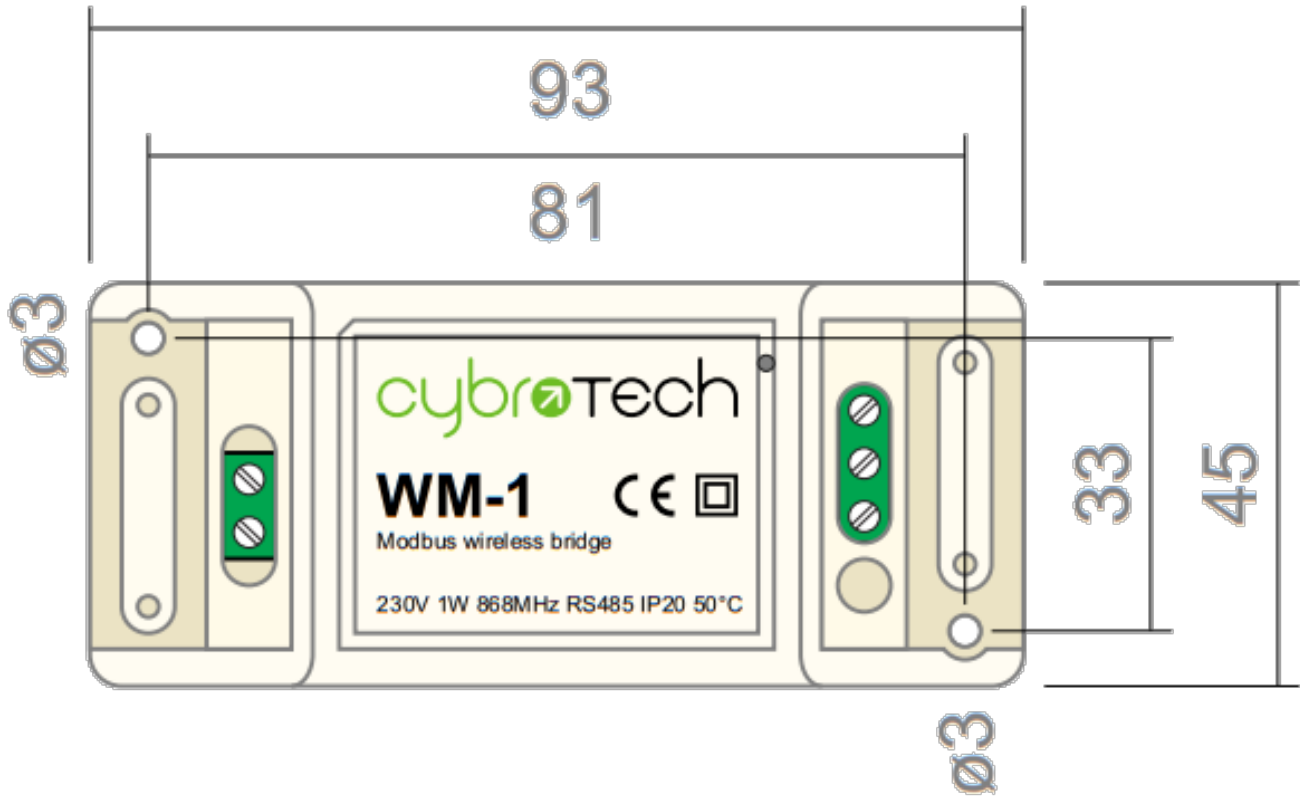 93
81
ø3
cybroTech
WM-1 CE
Modbus wireless bridge
230V 1W 868MHz RS485 IP20 50°C
33
45
ø3